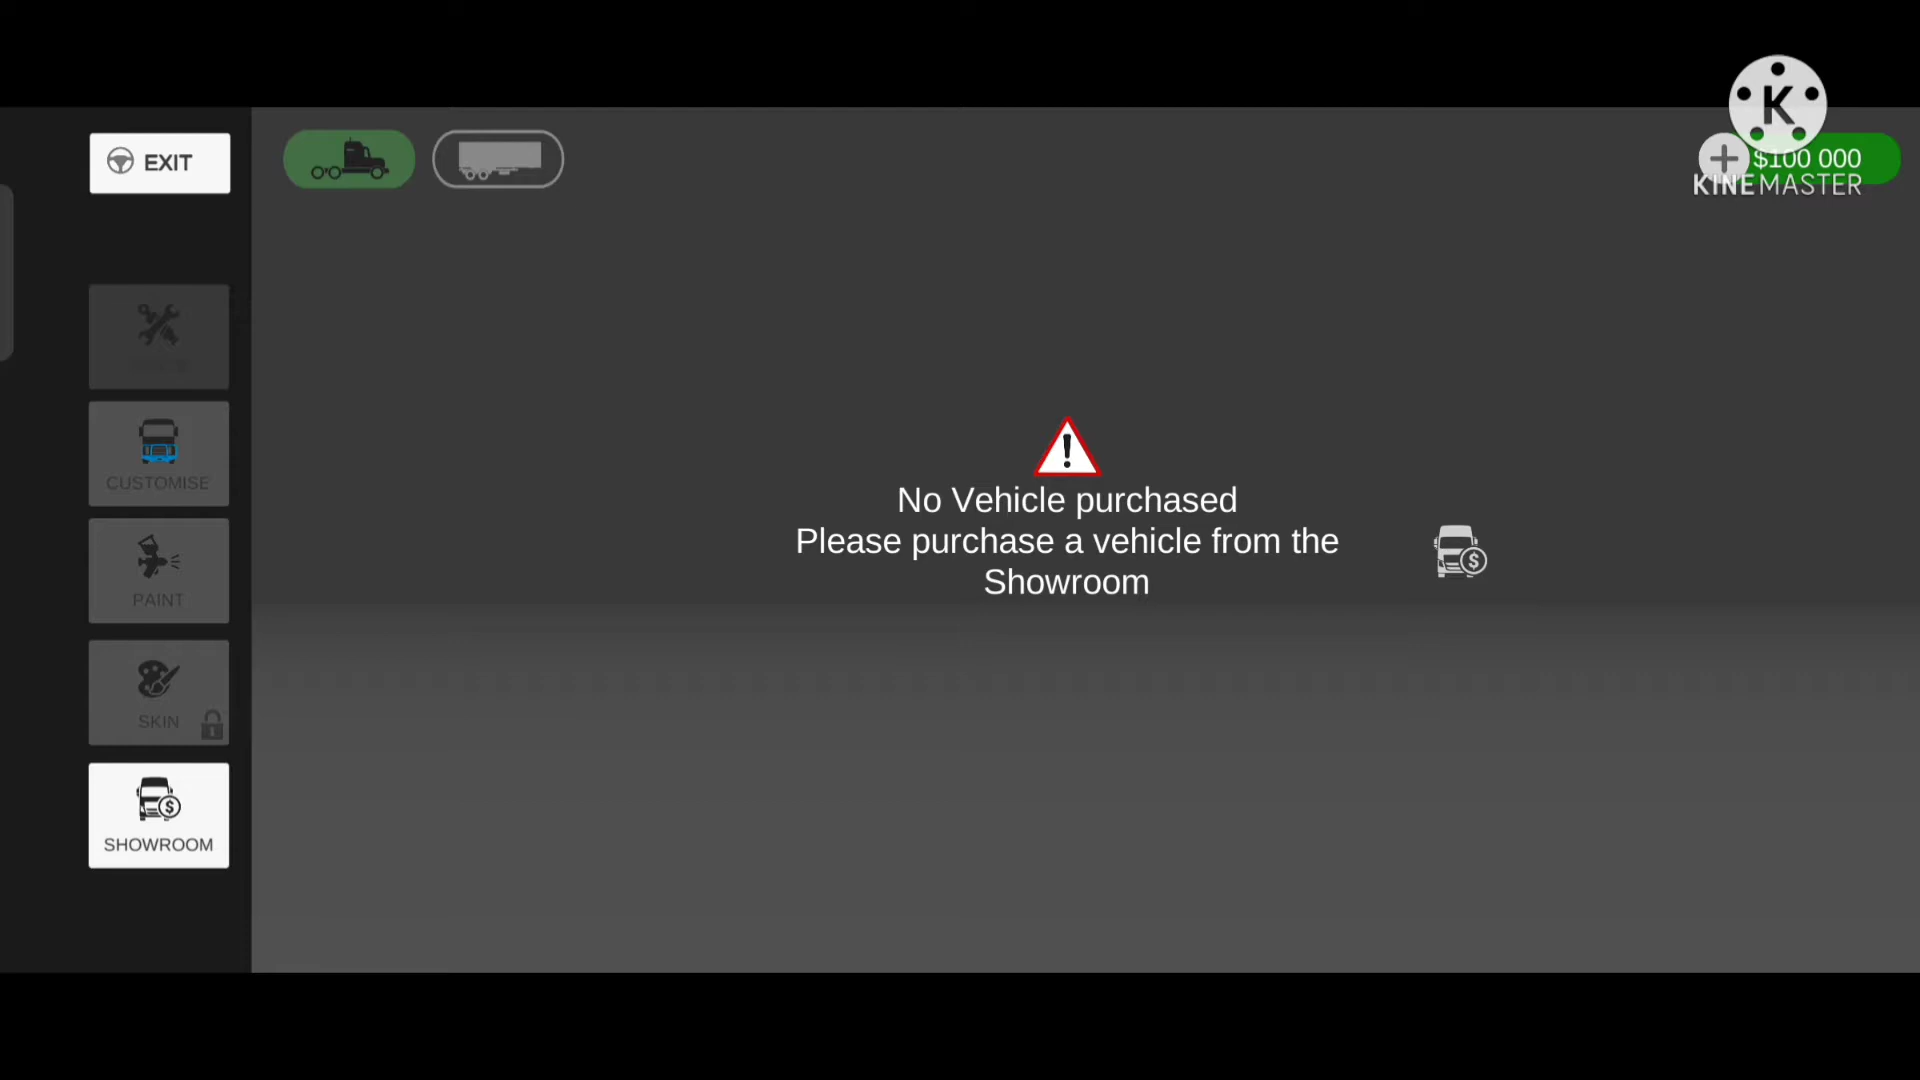 EXIT
$100 000
KINEMASTER
CUSTOMISE
PAINT
SKIN
SHOWROOM
No Vehicle purchased
Please purchase a vehicle from the
Showroom